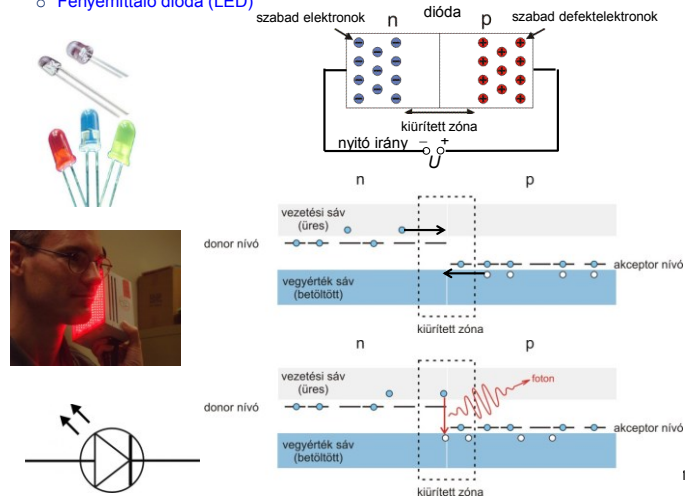 Fényemittáló dióda (LED)
dióda
szabad elektronok n p szabad defektelektronok
kiürített zóna
nyitó irány − +
U
n p
vezetési sáv
(üres)
donor nívó
akceptor nívó
vegyérték sáv
(betöltött)
kiürített zóna
n p
vezetési sáv
(üres)
foton
donor nívó
akceptor nívó
vegyérték sáv
(betöltött)
kiürített zóna